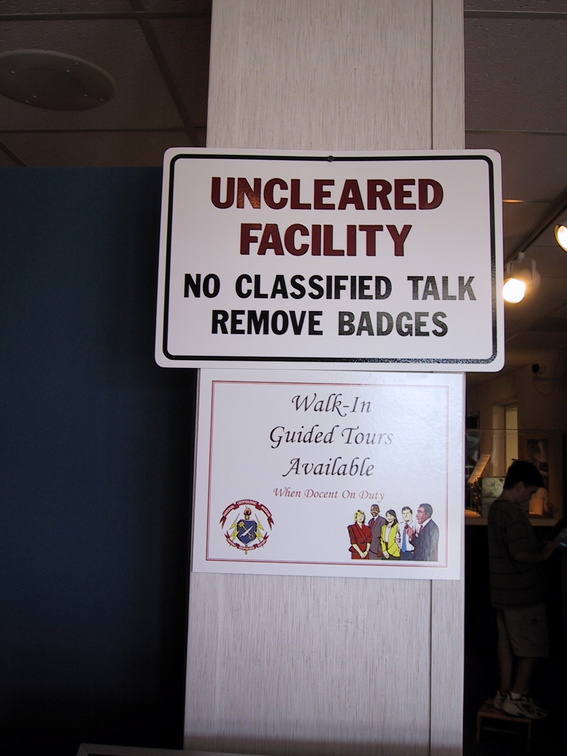 UNCLEARED
FACILITY
NO CLASSIFIED TALK
REMOVE BADGES
Walk-In
Guided Tours
Available
When Docent On Duty